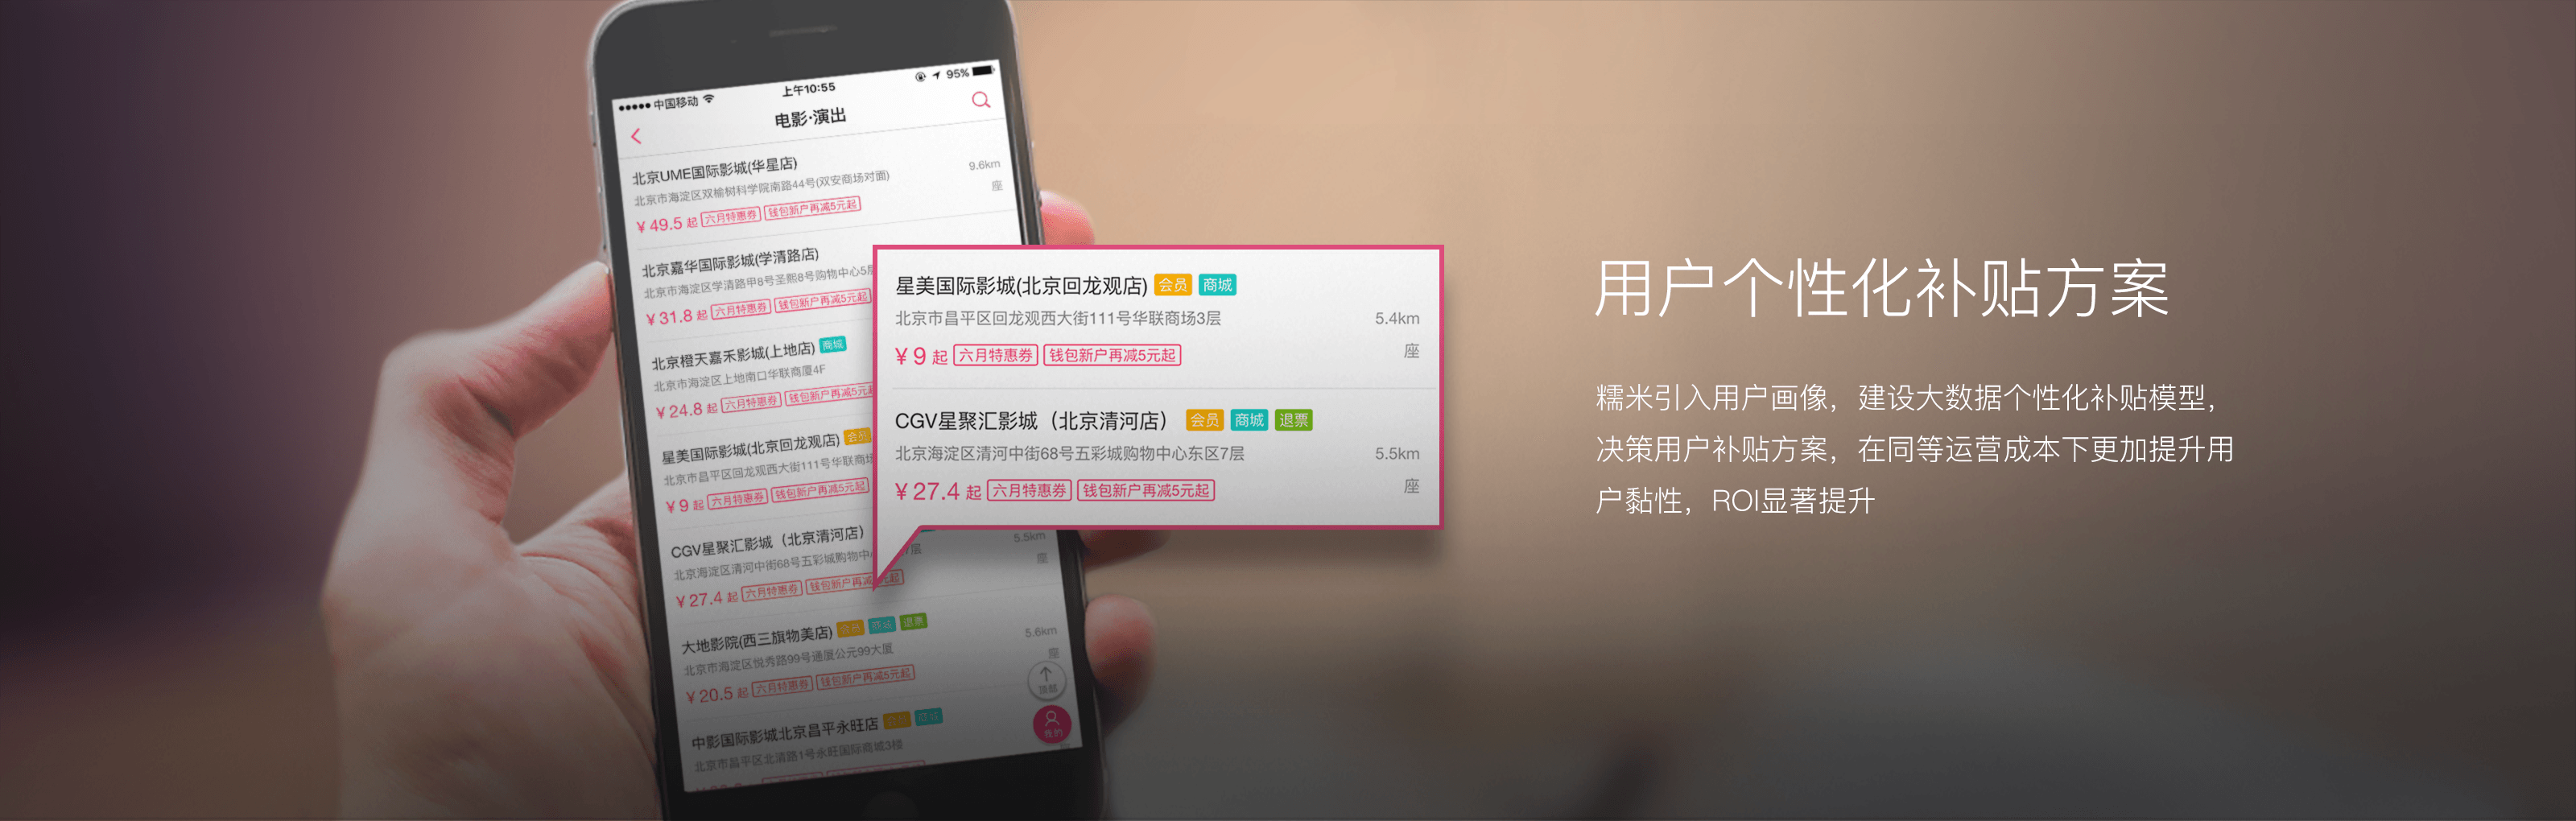 中国移动
上午10:55
95%
电影·演出
北京UME国际影城(华星店)
9.6km
北京市海淀区双榆树科学院南路44号(双安商场对面)
座
¥49.5 起 六月特惠券 钱包新户再减5元起
北京嘉华国际影城(学清路店)
北京市海淀区学清路甲8号圣熙8号购物中心5层
¥31.8 起 六月特惠券 钱包新户再减5元起
北京橙天嘉禾影城(上地店) 商城
北京市海淀区上地南口华联商厦4F
¥24.8 起 六月特惠券 钱包新户再减5元
星美国际影城(北京回龙观店) 会员
北京市昌平区回龙观西大街111号华联商场
¥9 起 六月特惠券 钱包新户再减5元起
CGV星聚汇影城（北京清河店）
5.5km
北京海淀区清河中街68号五彩城购物中
7层
座
¥27.4 起 六月特惠券 钱包新户再减
元起
大地影院(西三旗物美店) 会员 商城 退票
5.6km
北京市海淀区悦秀路99号通厦公元99大厦
座
¥20.5 起 六月特惠券 钱包新户再减5元起
顶部
中影国际影城北京昌平永旺店 会员 商城
北京市昌平区北清路1号永旺国际商城3楼
我的
星美国际影城(北京回龙观店) 会员 商城
北京市昌平区回龙观西大街111号华联商场3层
5.4km
¥9 起 六月特惠券 钱包新户再减5元起
座
CGV星聚汇影城（北京清河店） 会员 商城 退票
北京海淀区清河中街68号五彩城购物中心东区7层
5.5km
¥27.4 起 六月特惠券 钱包新户再减5元起
座
用户个性化补贴方案
糯米引入用户画像，建设大数据个性化补贴模型，
决策用户补贴方案，在同等运营成本下更加提升用
户黏性，ROI显著提升